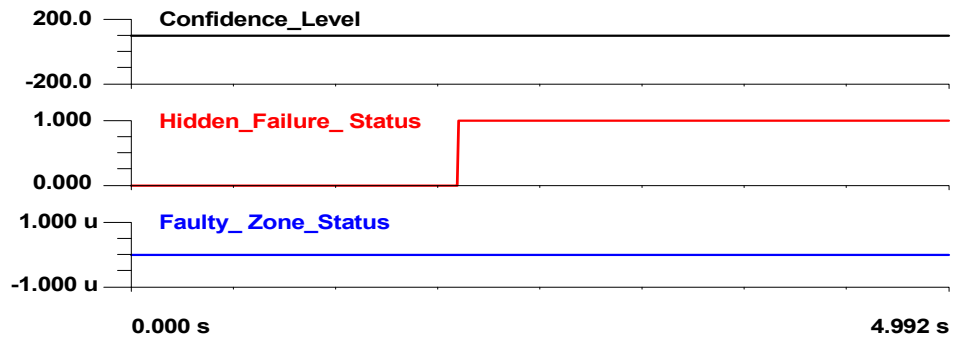 200.0 Confidence_Level
-200.0
1.000 Hidden_Failure_ Status
0.000
1.000 u Faulty_ Zone_Status
-1.000 u
0.000 s 4.992 s